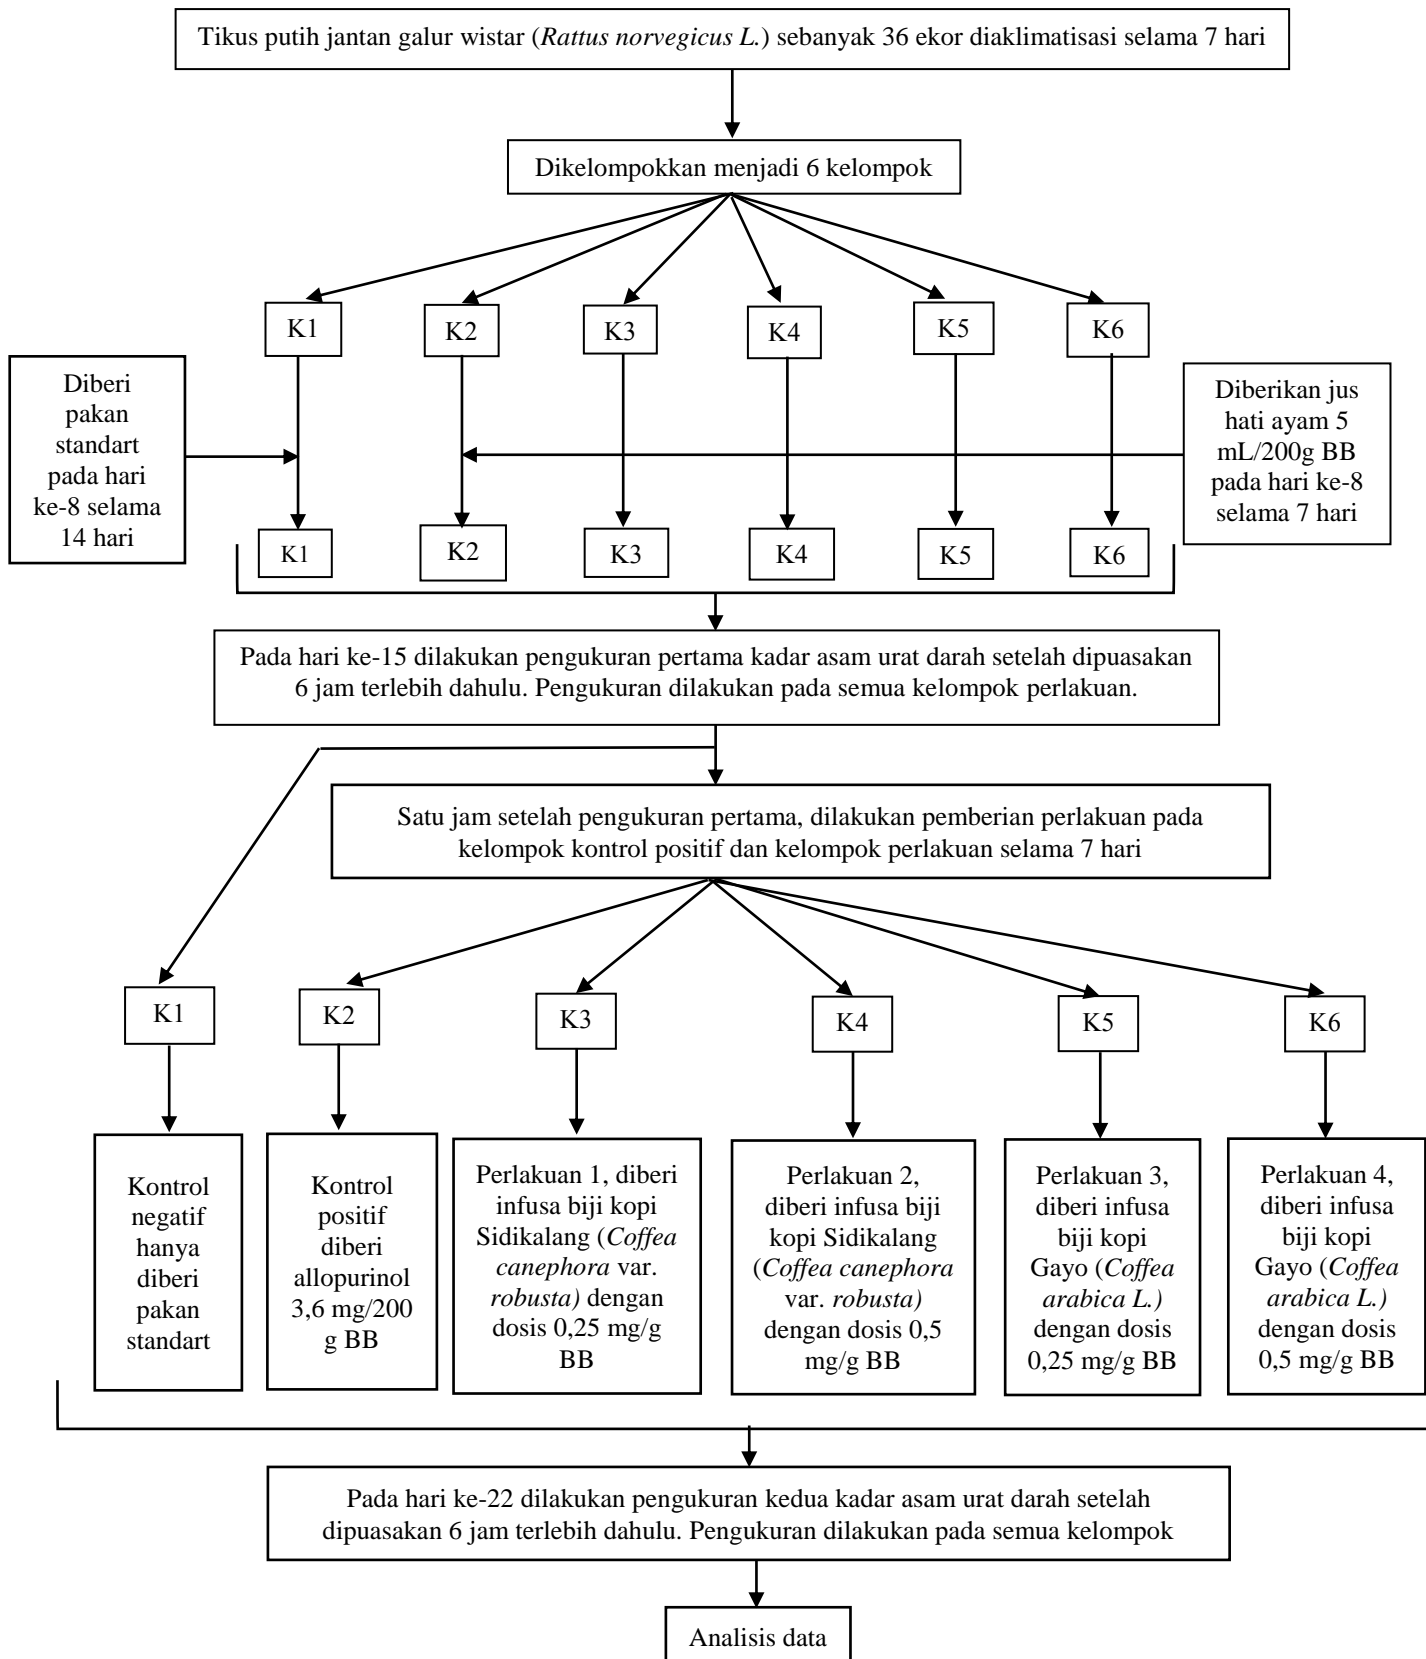 Tikus putih jantan galur wistar (Rattus norvegicus L.) sebanyak 36 ekor diaklimatisasi selama 7 hari
Dikelompokkan menjadi 6 kelompok
K1
K2
K3
K4
K5
K6
Diberi
pakan
standart
pada hari
ke-8 selama
14 hari
Diberikan jus
hati ayam 5
mL/200g BB
pada hari ke-8
selama 7 hari
K1
K2
K3
K4
K5
K6
Pada hari ke-15 dilakukan pengukuran pertama kadar asam urat darah setelah dipuasakan
6 jam terlebih dahulu. Pengukuran dilakukan pada semua kelompok perlakuan.
Satu jam setelah pengukuran pertama, dilakukan pemberian perlakuan pada
kelompok kontrol positif dan kelompok perlakuan selama 7 hari
K1
K2
K3
K4
K5
K6
Kontrol
negatif
hanya
diberi
pakan
standart
Kontrol
positif
diberi
allopurinol
3,6 mg/200
g BB
Perlakuan 1, diberi
infusa biji kopi
Sidikalang (Coffea
canephora var.
robusta) dengan
dosis 0,25 mg/g
BB
Perlakuan 2,
diberi infusa biji
kopi Sidikalang
(Coffea canephora
var. robusta)
dengan dosis 0,5
mg/g BB
Perlakuan 3,
diberi infusa
biji kopi
Gayo (Coffea
arabica L.)
dengan dosis
0,25 mg/g BB
Perlakuan 4,
diberi infusa
biji kopi
Gayo (Coffea
arabica L.)
dengan dosis
0,5 mg/g BB
Pada hari ke-22 dilakukan pengukuran kedua kadar asam urat darah setelah
dipuasakan 6 jam terlebih dahulu. Pengukuran dilakukan pada semua kelompok
Analisis data